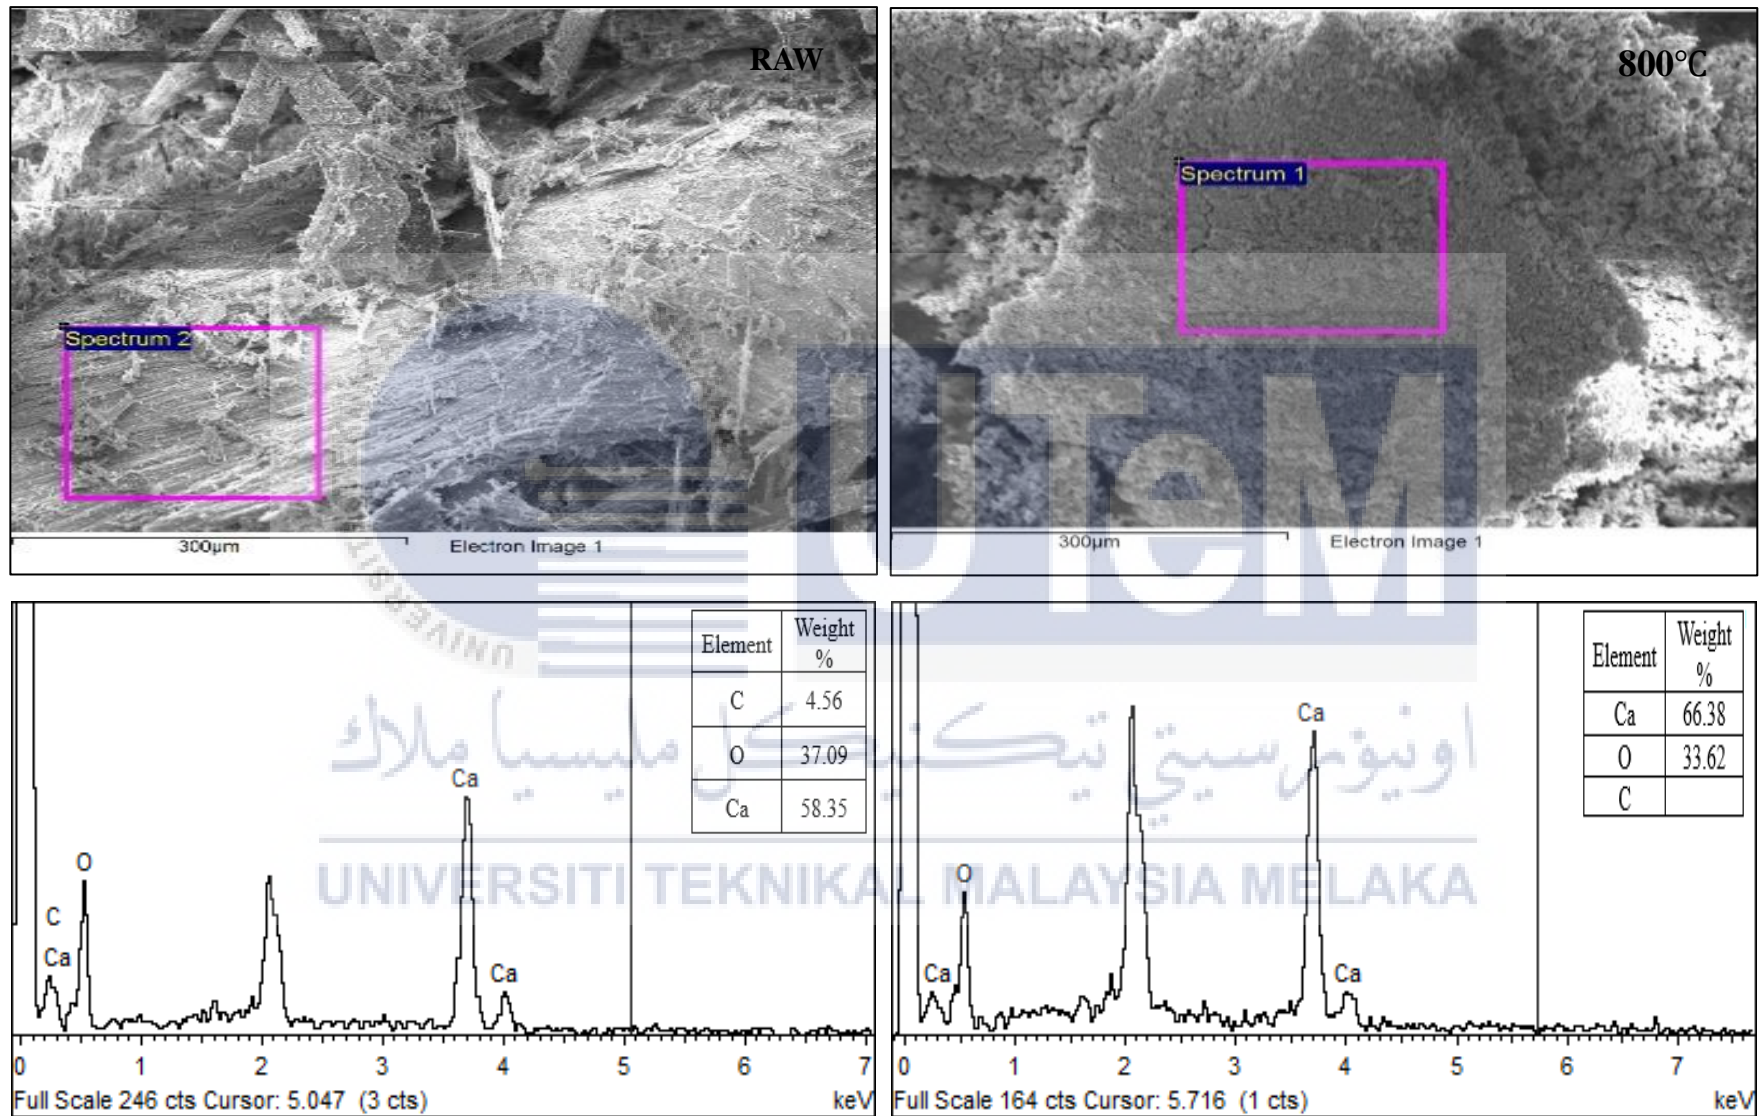 RAW
Spectrum 2
300µm Electron Image 1
800°C
Spectrum 1
300µm Electron Image 1
UTeM
UNIVERSITI
اونيۏرسيتي تيكنيكل مليسيا ملاك
UNIVERSITI TEKNIKAL MALAYSIA MELAKA
Element Weight %
C 4.56
O 37.09
Ca 58.35
C
Ca
O
Ca
Ca
0 1 2 3 4 5 6 7
Full Scale 246 cts Cursor: 5.047 (3 cts) keV
Element Weight %
Ca 66.38
O 33.62
C
Ca
O
Ca
Ca
0 1 2 3 4 5 6 7
Full Scale 164 cts Cursor: 5.716 (1 cts) keV